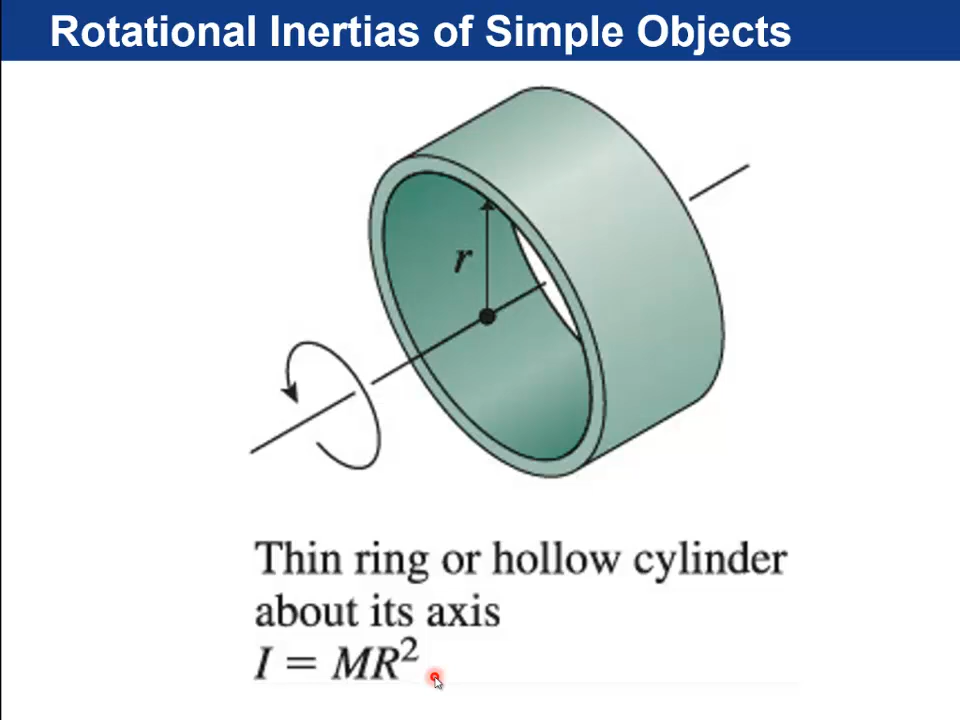 Rotational Inertias of Simple Objects
r
Thin ring or hollow cylinder
about its axis
I = MR²